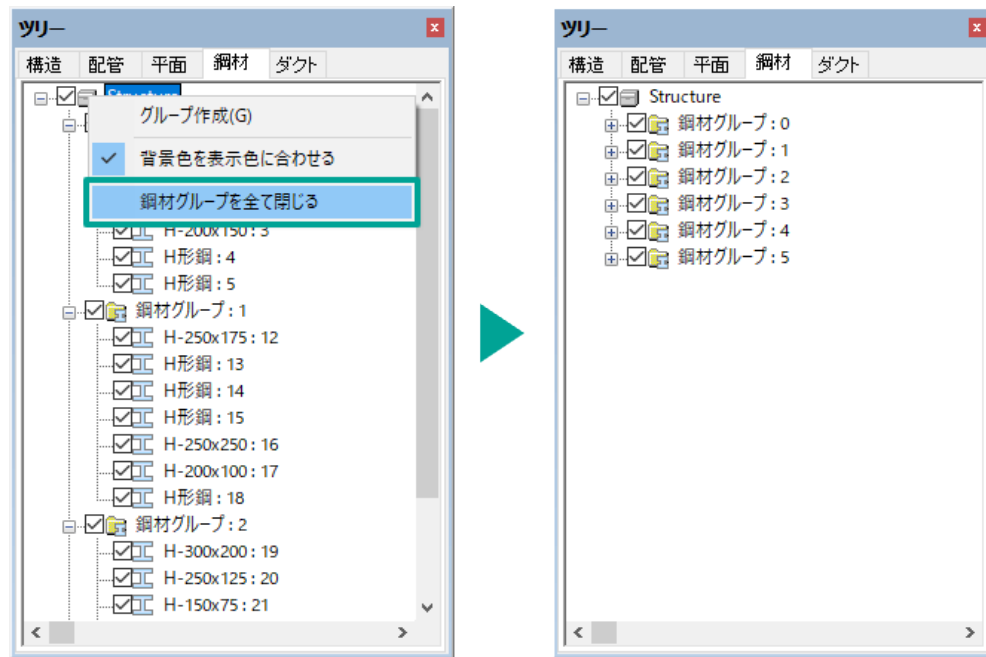 ツリー
構造 配管 平面 鋼材 ダクト
Structure
グループ作成(G)
背景色を表示色に合わせる
鋼材グループを全て閉じる
H-200x150 : 3
H形鋼 : 4
H形鋼 : 5
鋼材グループ : 1
H-250x175 : 12
H形鋼 : 13
H形鋼 : 14
H形鋼 : 15
H-250x250 : 16
H-200x100 : 17
H形鋼 : 18
鋼材グループ : 2
H-300x200 : 19
H-250x125 : 20
H-150x75 : 21
ツリー
構造 配管 平面 鋼材 ダクト
Structure
鋼材グループ : 0
鋼材グループ : 1
鋼材グループ : 2
鋼材グループ : 3
鋼材グループ : 4
鋼材グループ : 5